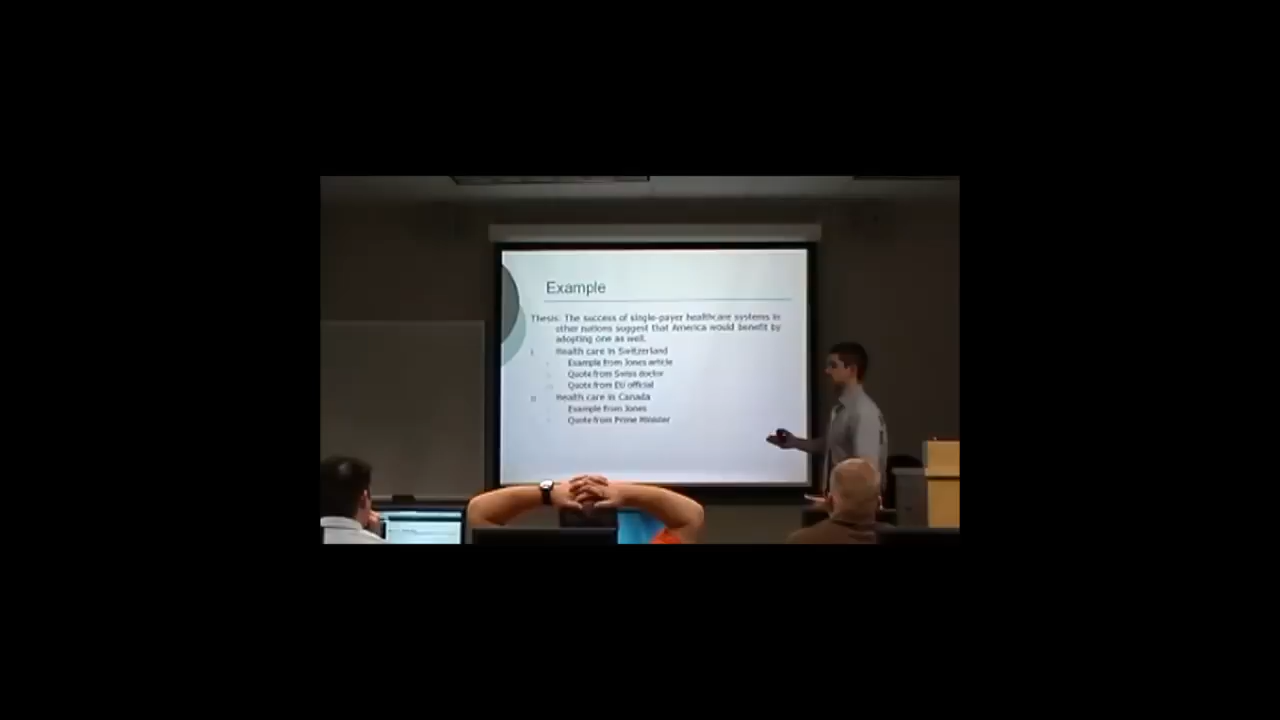 Example
Thesis: The success of single-payer healthcare systems in
other nations suggest that America would benefit by
adopting one as well.
I. Health care in Switzerland
Example from Jones article
Quote from Swiss doctor
Quote from EU official
II. Health care in Canada
Example from Jones
Quote from Prime Minister